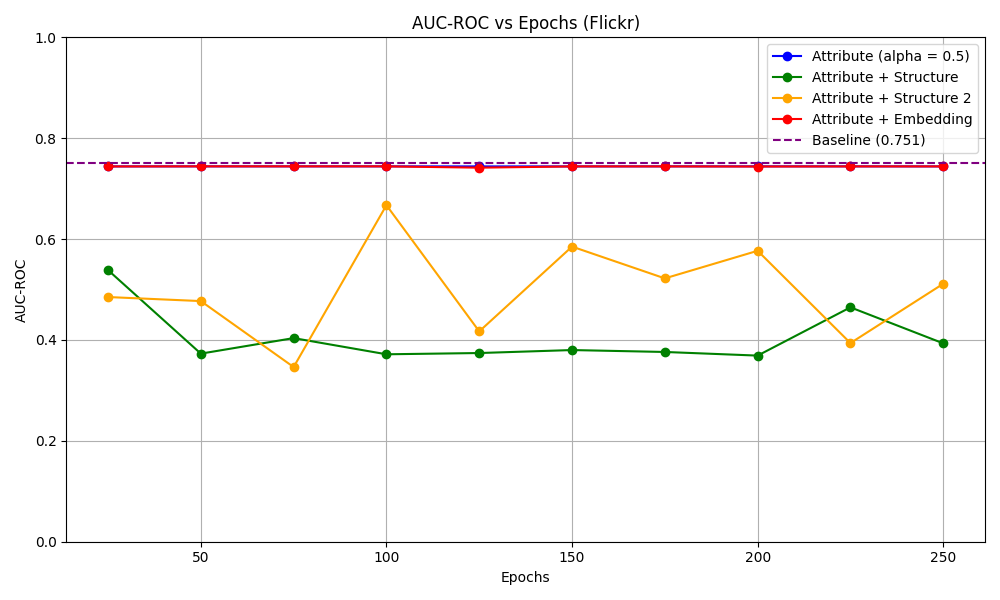 AUC-ROC vs Epochs (Flickr)
Attribute (alpha = 0.5)
Attribute + Structure
Attribute + Structure 2
Attribute + Embedding
Baseline (0.751)
AUC-ROC
1.0
0.8
0.6
0.4
0.2
0.0
50 100 150 200 250
Epochs